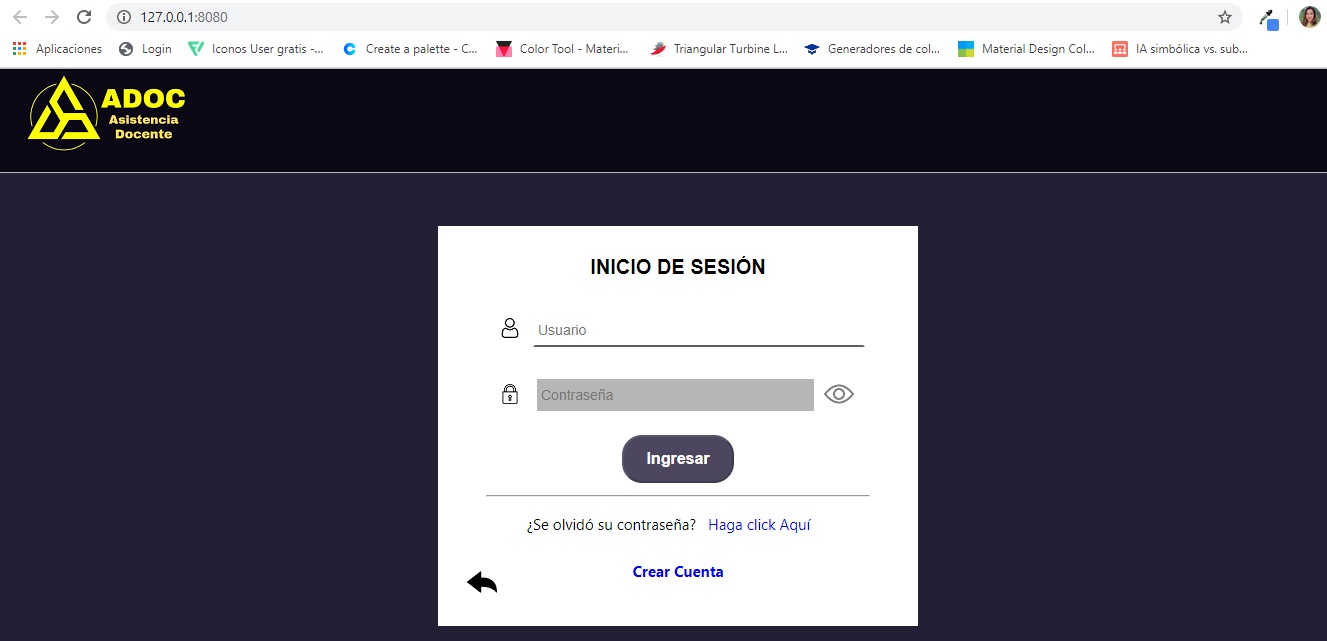 127.0.0.1:8080
Aplicaciones Login Iconos User gratis -... Create a palette - C... Color Tool - Materi... Triangular Turbine L... Generadores de col... Material Design Col... IA simbólica vs. sub...
ADOC
Asistencia
Docente
INICIO DE SESIÓN
Usuario
Contraseña
Ingresar
¿Se olvidó su contraseña? Haga click Aquí
Crear Cuenta